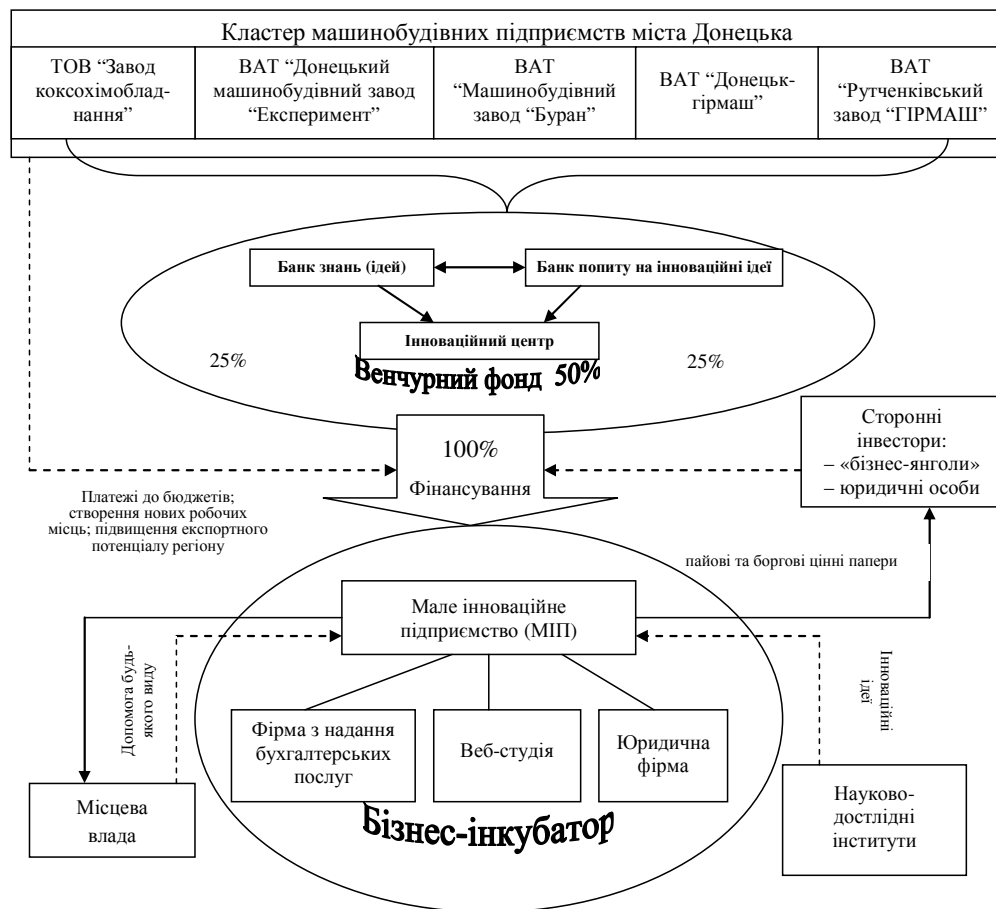 Кластер машинобудівних підприємств міста Донецька
ТОВ “Завод
коксохімоблад-
нання”
ВАТ “Донецький
машинобудівний завод
“Експеримент”
ВАТ
“Машинобудівний
завод “Буран”
ВАТ “Донецьк-
гірмаш”
ВАТ
“Рутченківський
завод “ГІРМАШ”
Банк знань (ідей)
Банк попиту на інноваційні ідеї
Інноваційний центр
25%
25%
Венчурний фонд 50%
100%
Фінансування
Сторонні
інвестори:
– «бізнес-янголи»
– юридичні особи
Платежі до бюджетів;
створення нових робочих
місць; підвищення експортного
потенціалу регіону
пайові та боргові цінні папери
Мале інноваційне
підприємство (МІП)
Допомога будь-
якого виду
Інноваційні
ідеї
Фірма з надання
бухгалтерських
послуг
Веб-студія
Юридична
фірма
Бізнес-інкубатор
Місцева
влада
Науково-
достлідні
інститути